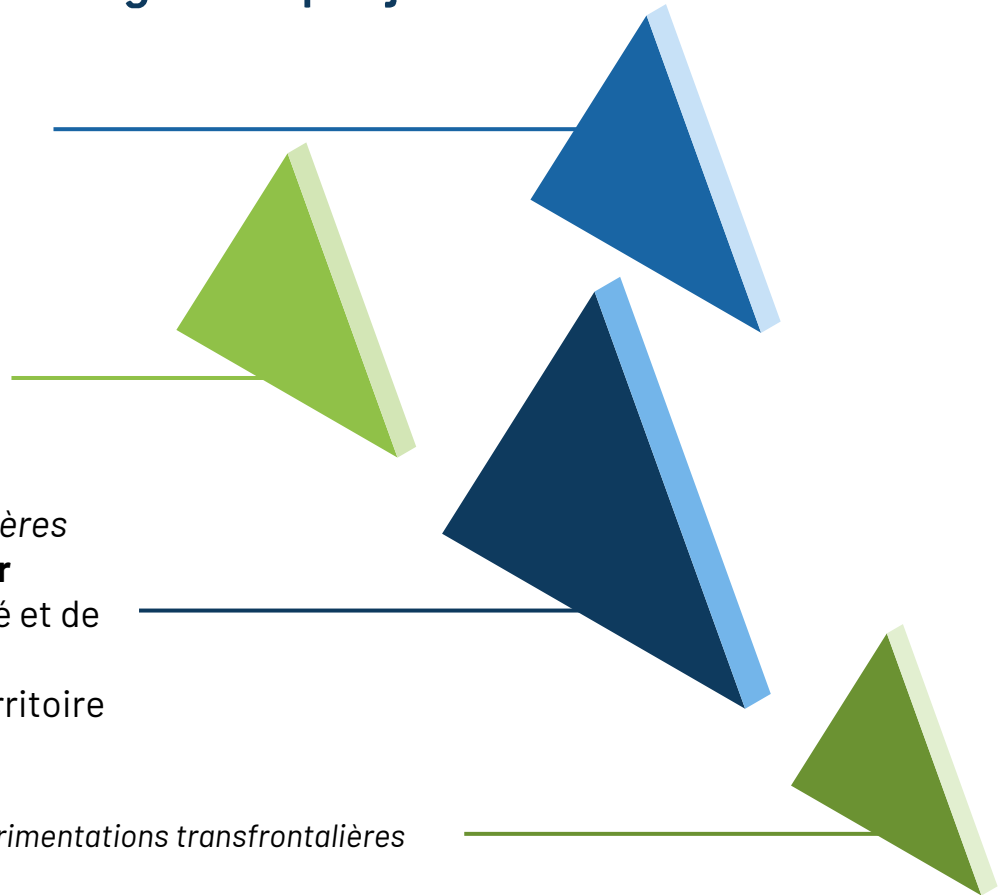 ères
r
é et de
rritoire
rimentations transfrontalières